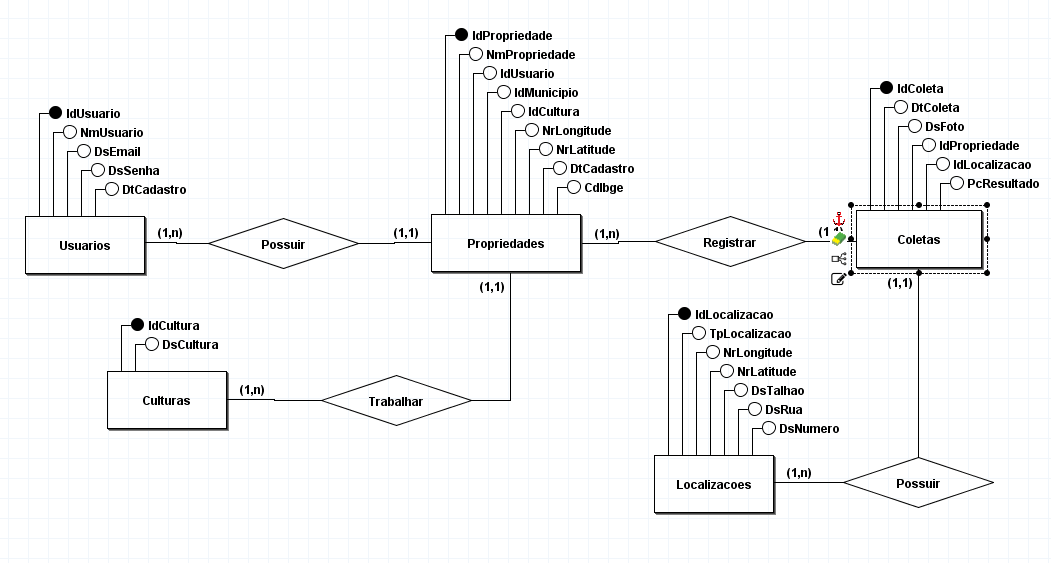 IdPropriedade
NmPropriedade
IdUsuario
IdMunicipio
IdCultura
NrLongitude
NrLatitude
DtCadastro
CdIbge
IdUsuario
NmUsuario
DsEmail
DsSenha
DtCadastro
IdColeta
DtColeta
DsFoto
IdPropriedade
IdLocalizacao
PcResultado
Usuarios
(1,n)
Possuir
(1,1)
Propriedades
(1,n)
Registrar
(1
Coletas
(1,1)
(1,1)
IdCultura
DsCultura
Culturas
(1,n)
Trabalhar
IdLocalizacao
TpLocalizacao
NrLongitude
NrLatitude
DsTalhao
DsRua
DsNumero
Localizacoes
(1,n)
Possuir